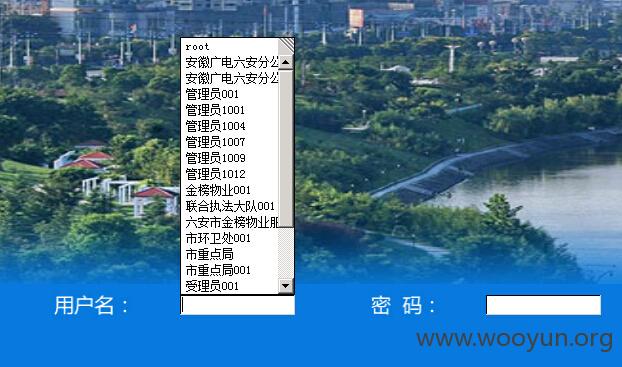 root
安徽广电六安分公
安徽广电六安分公
管理员001
管理员1001
管理员1004
管理员1007
管理员1009
管理员1012
金榜物业001
联合执法大队001
六安市金榜物业服
市环卫处001
市重点局
市重点局001
受理员001
用户名： 密 码：
www.wooyun.org